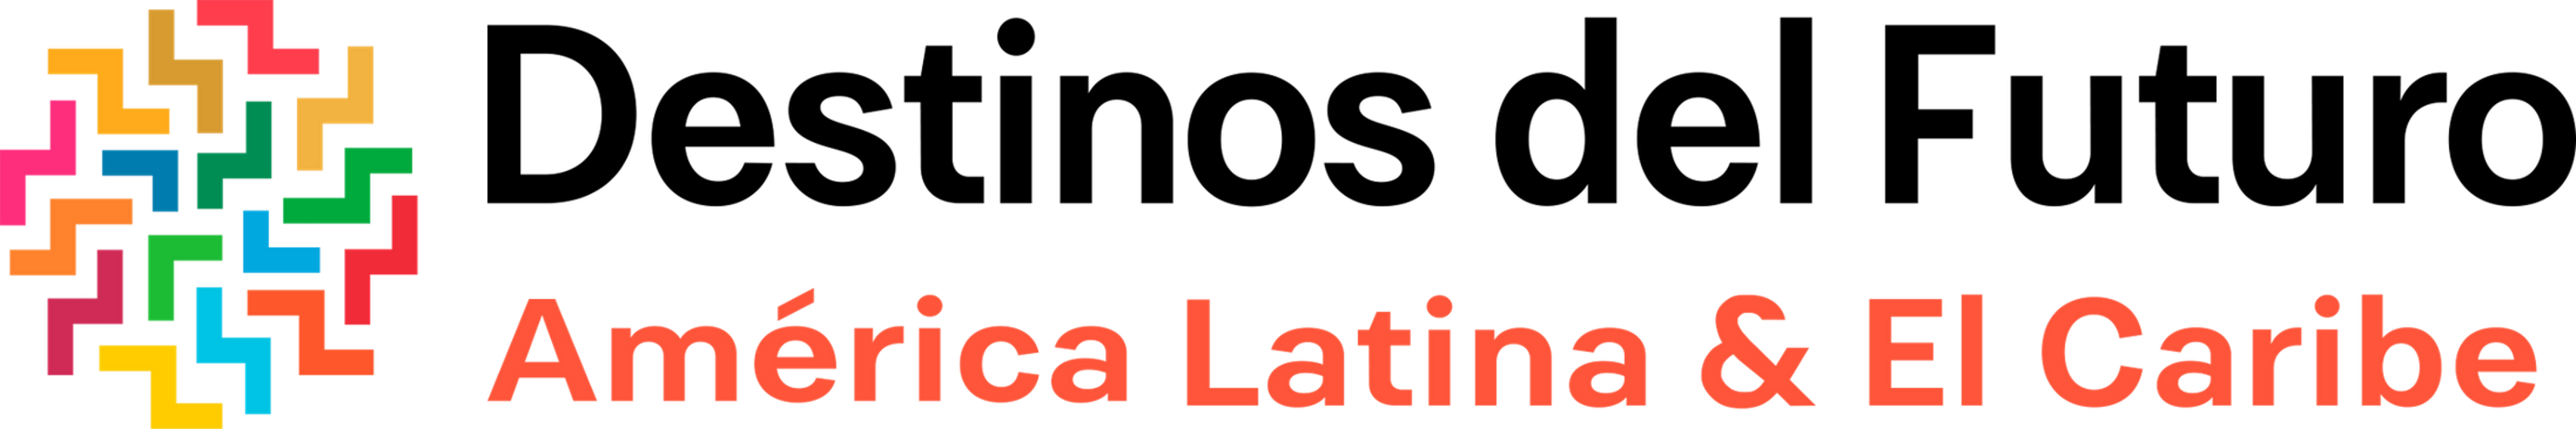 Destinos del Futuro
América Latina & El Caribe